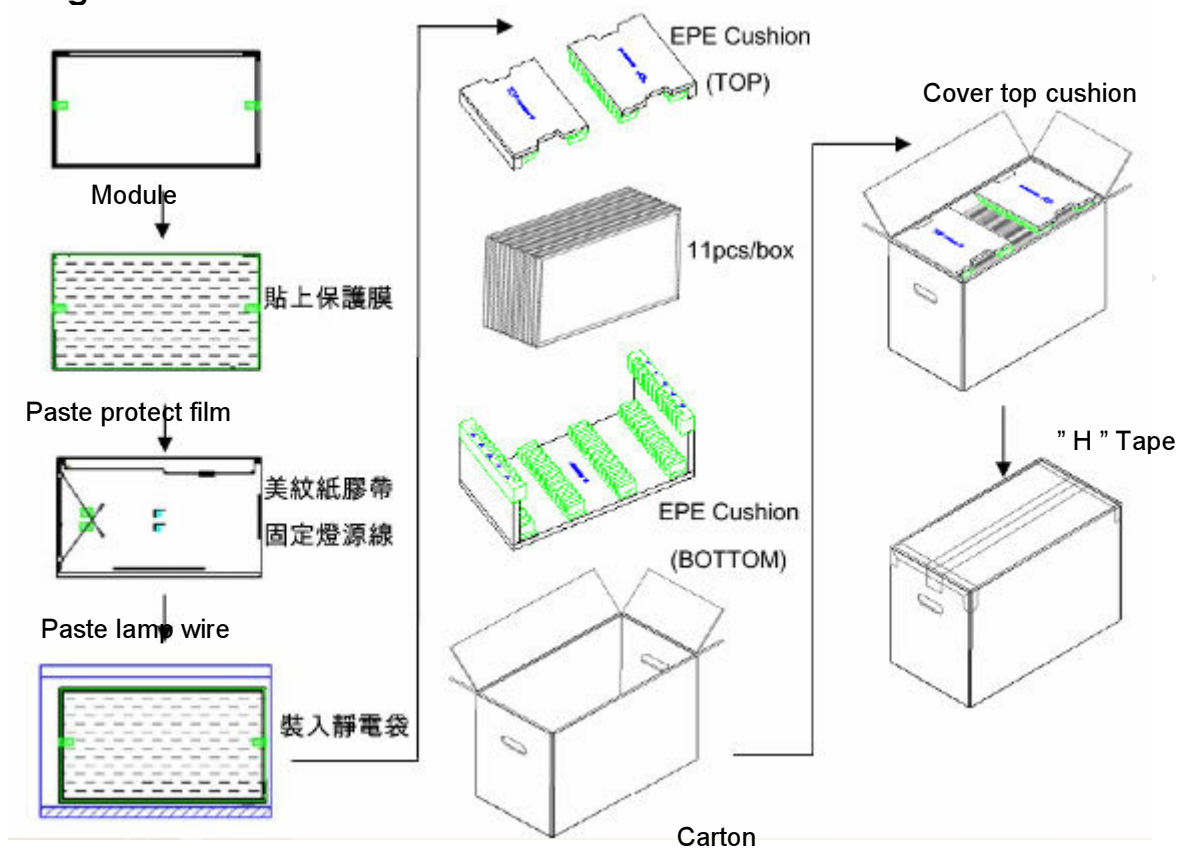 Module
貼上保護膜
Paste protect film
美紋紙膠帶
固定燈源線
Paste lamp wire
裝入靜電袋
EPE Cushion
(TOP)
11pcs/box
EPE Cushion
(BOTTOM)
Carton
Cover top cushion
" H " Tape